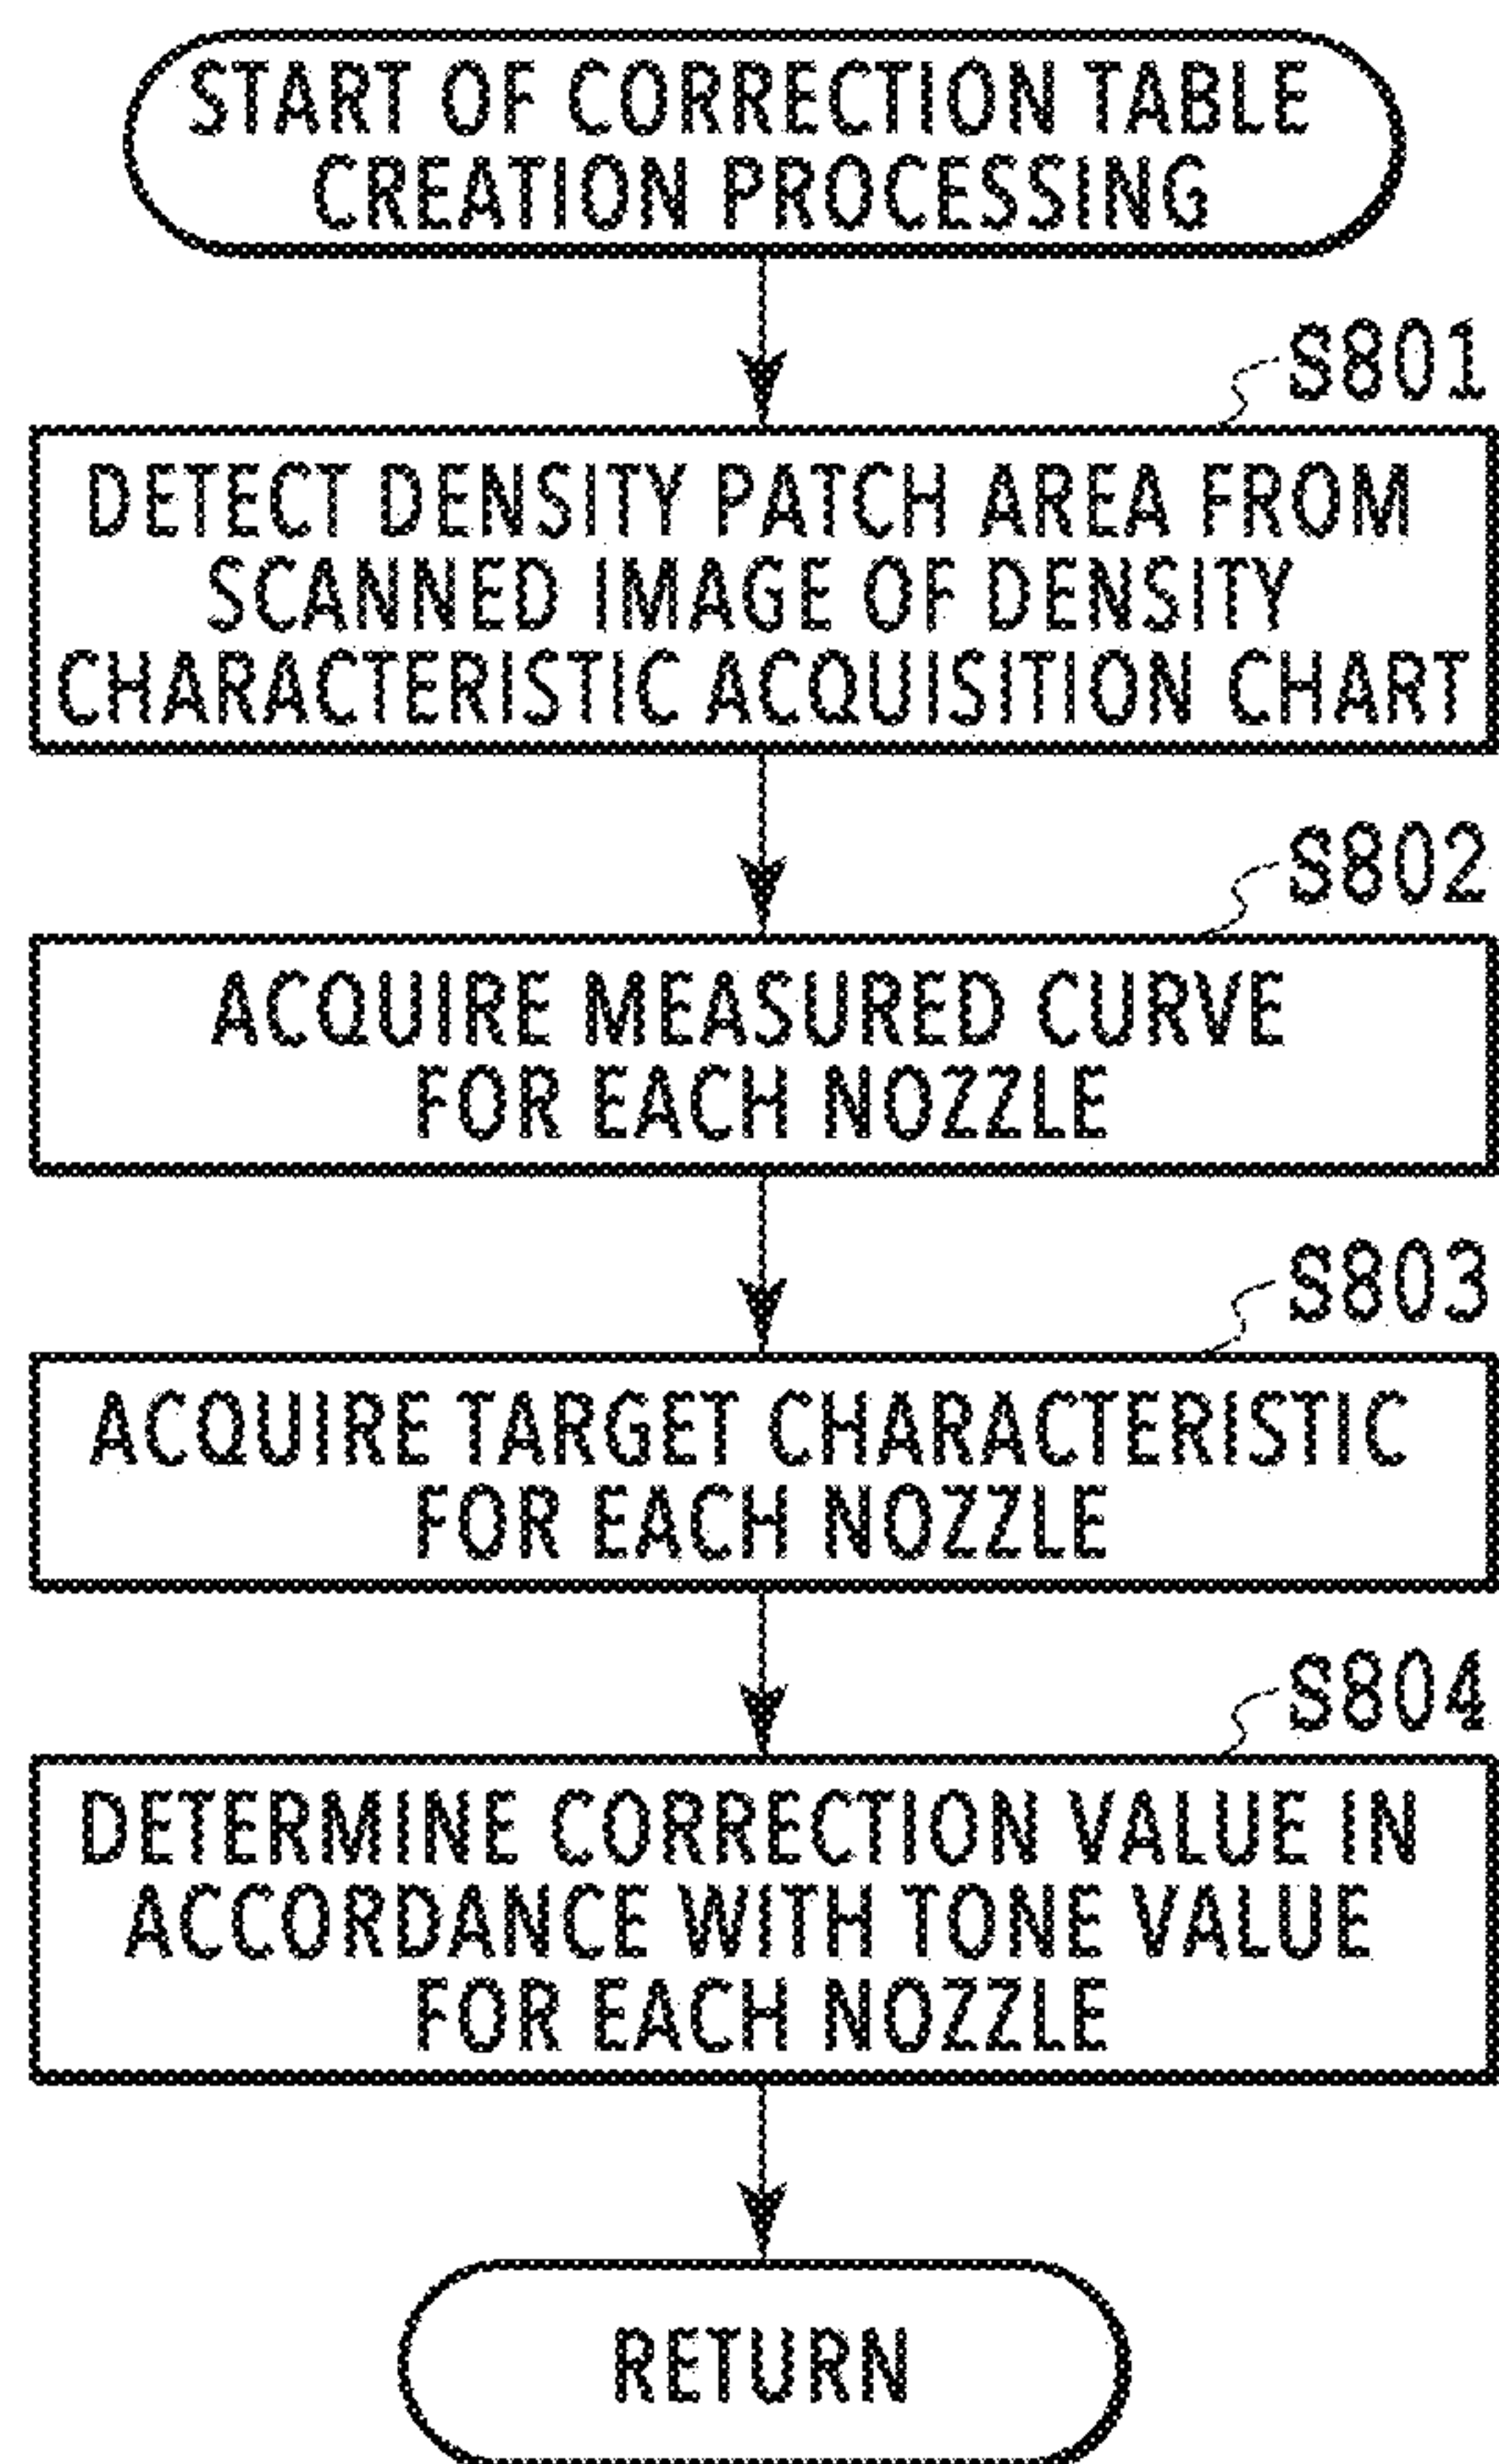 START OF CORRECTION TABLE
CREATION PROCESSING
S801
DETECT DENSITY PATCH AREA FROM
SCANNED IMAGE OF DENSITY
CHARACTERISTIC ACQUISITION CHART
S802
ACQUIRE MEASURED CURVE
FOR EACH NOZZLE
S803
ACQUIRE TARGET CHARACTERISTIC
FOR EACH NOZZLE
S804
DETERMINE CORRECTION VALUE IN
ACCORDANCE WITH TONE VALUE
FOR EACH NOZZLE
RETURN